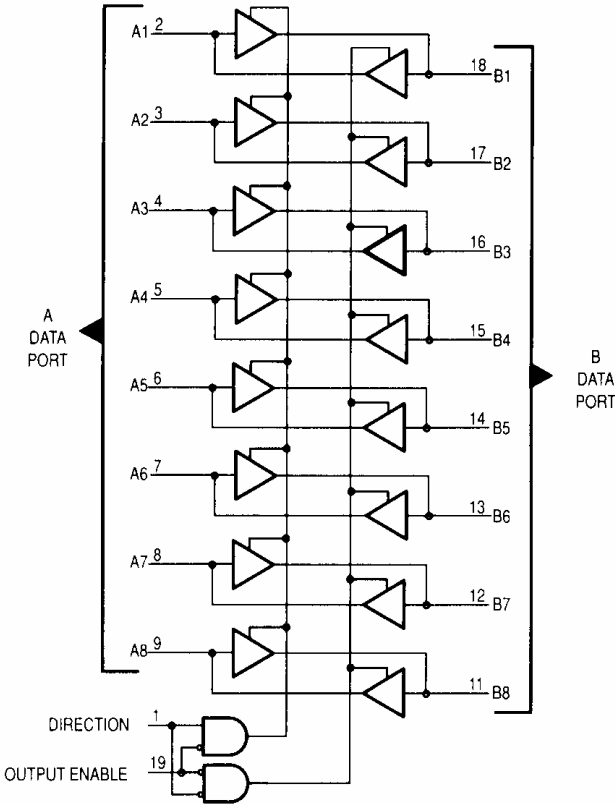 A1 2
18 B1
A2 3
17 B2
A3 4
16 B3
A4 5
A
DATA
PORT
15 B4
B
DATA
PORT
A5 6
14 B5
A6 7
13 B6
A7 8
12 B7
A8 9
11 B8
DIRECTION 1
OUTPUT ENABLE 19